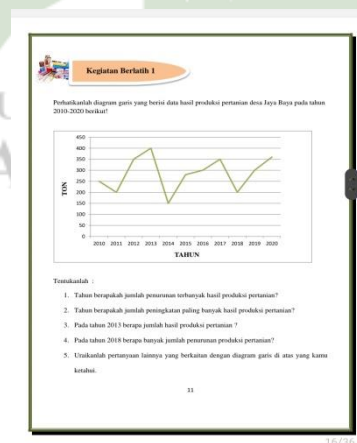 Kegiatan Berlatih 1
Perhatikanlah diagram garis yang berisi data hasil produksi pertanian desa Jaya Baya pada tahun
2010-2020 berikut!
450
400
350
300
250
200
150
100
50
0
TON
2010 2011 2012 2013 2014 2015 2016 2017 2018 2019 2020
TAHUN
Tentukanlah :
1. Tahun berapakah jumlah penurunan terbanyak hasil produksi pertanian?
2. Tahun berapakah jumlah peningkatan paling banyak hasil produksi pertanian?
3. Pada tahun 2013 berapa jumlah hasil produksi pertanian ?
4. Pada tahun 2018 berapa banyak jumlah penurunan produksi pertanian?
5. Uraikanlah pertanyaan lainnya yang berkaitan dengan diagram garis di atas yang kamu
ketahui.
11
16/26